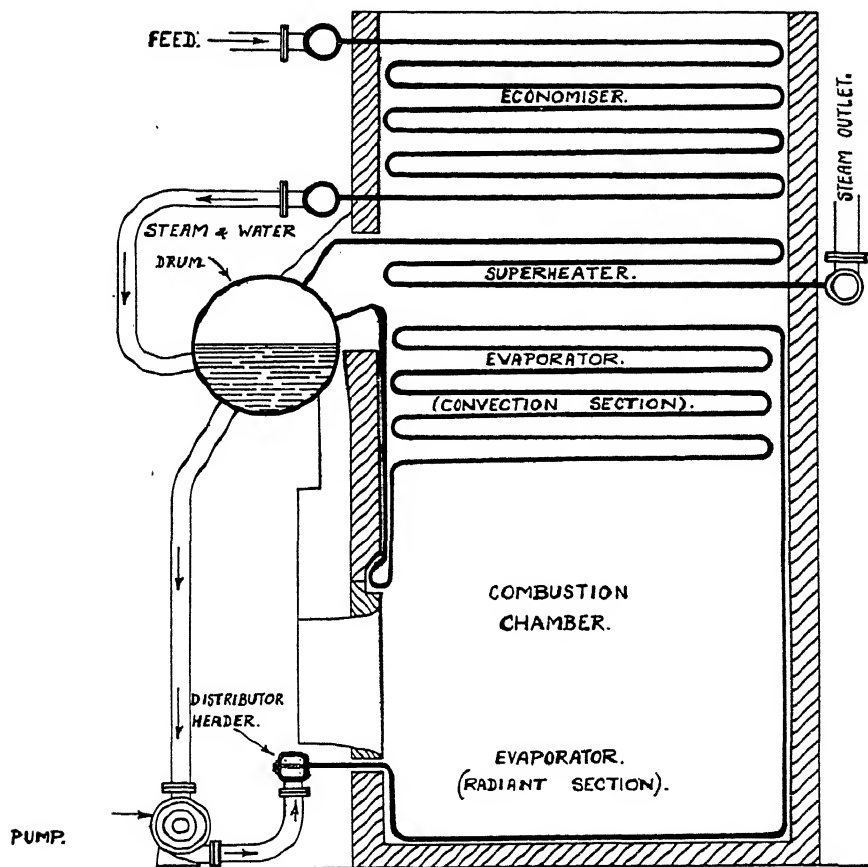 FEED.
ECONOMISER.
STEAM OUTLET.
STEAM & WATER
DRUM
SUPERHEATER.
EVAPORATOR.
(CONVECTION SECTION).
COMBUSTION
CHAMBER.
DISTRIBUTOR
HEADER.
EVAPORATOR.
(RADIANT SECTION).
PUMP.